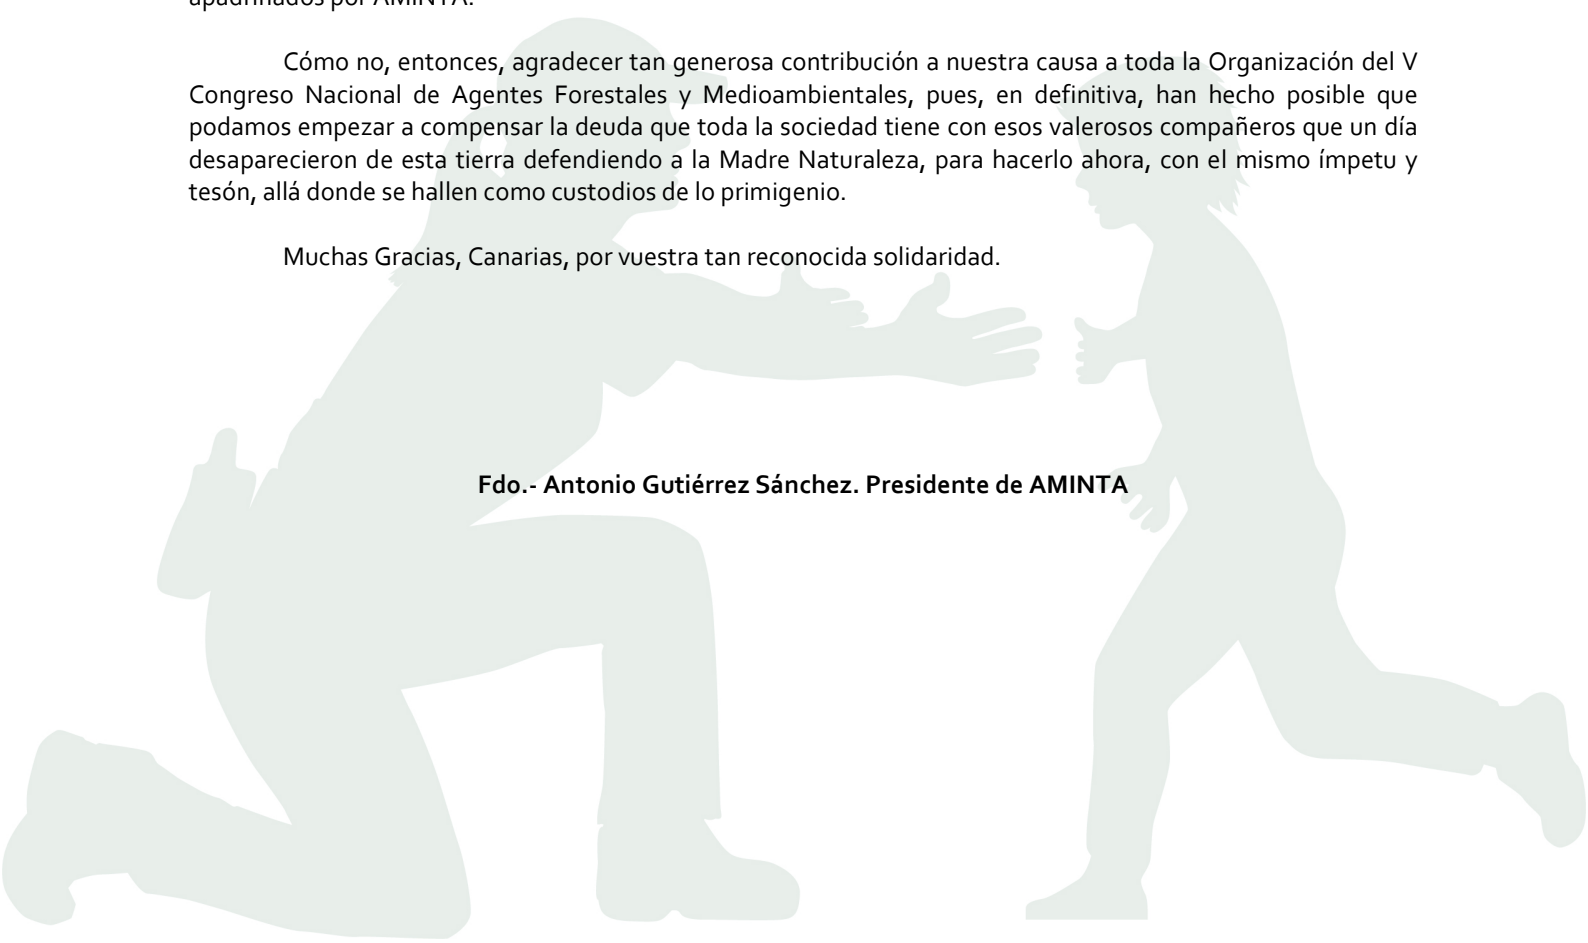 apadrinados por AMINTA.
Cómo no, entonces, agradecer tan generosa contribución a nuestra causa a toda la Organización del V
Congreso Nacional de Agentes Forestales y Medioambientales, pues, en definitiva, han hecho posible que
podamos empezar a compensar la deuda que toda la sociedad tiene con esos valerosos compañeros que un día
desaparecieron de esta tierra defendiendo a la Madre Naturaleza, para hacerlo ahora, con el mismo ímpetu y
tesón, allá donde se hallen como custodios de lo primigenio.
Muchas Gracias, Canarias, por vuestra tan reconocida solidaridad.
Fdo.- Antonio Gutiérrez Sánchez. Presidente de AMINTA